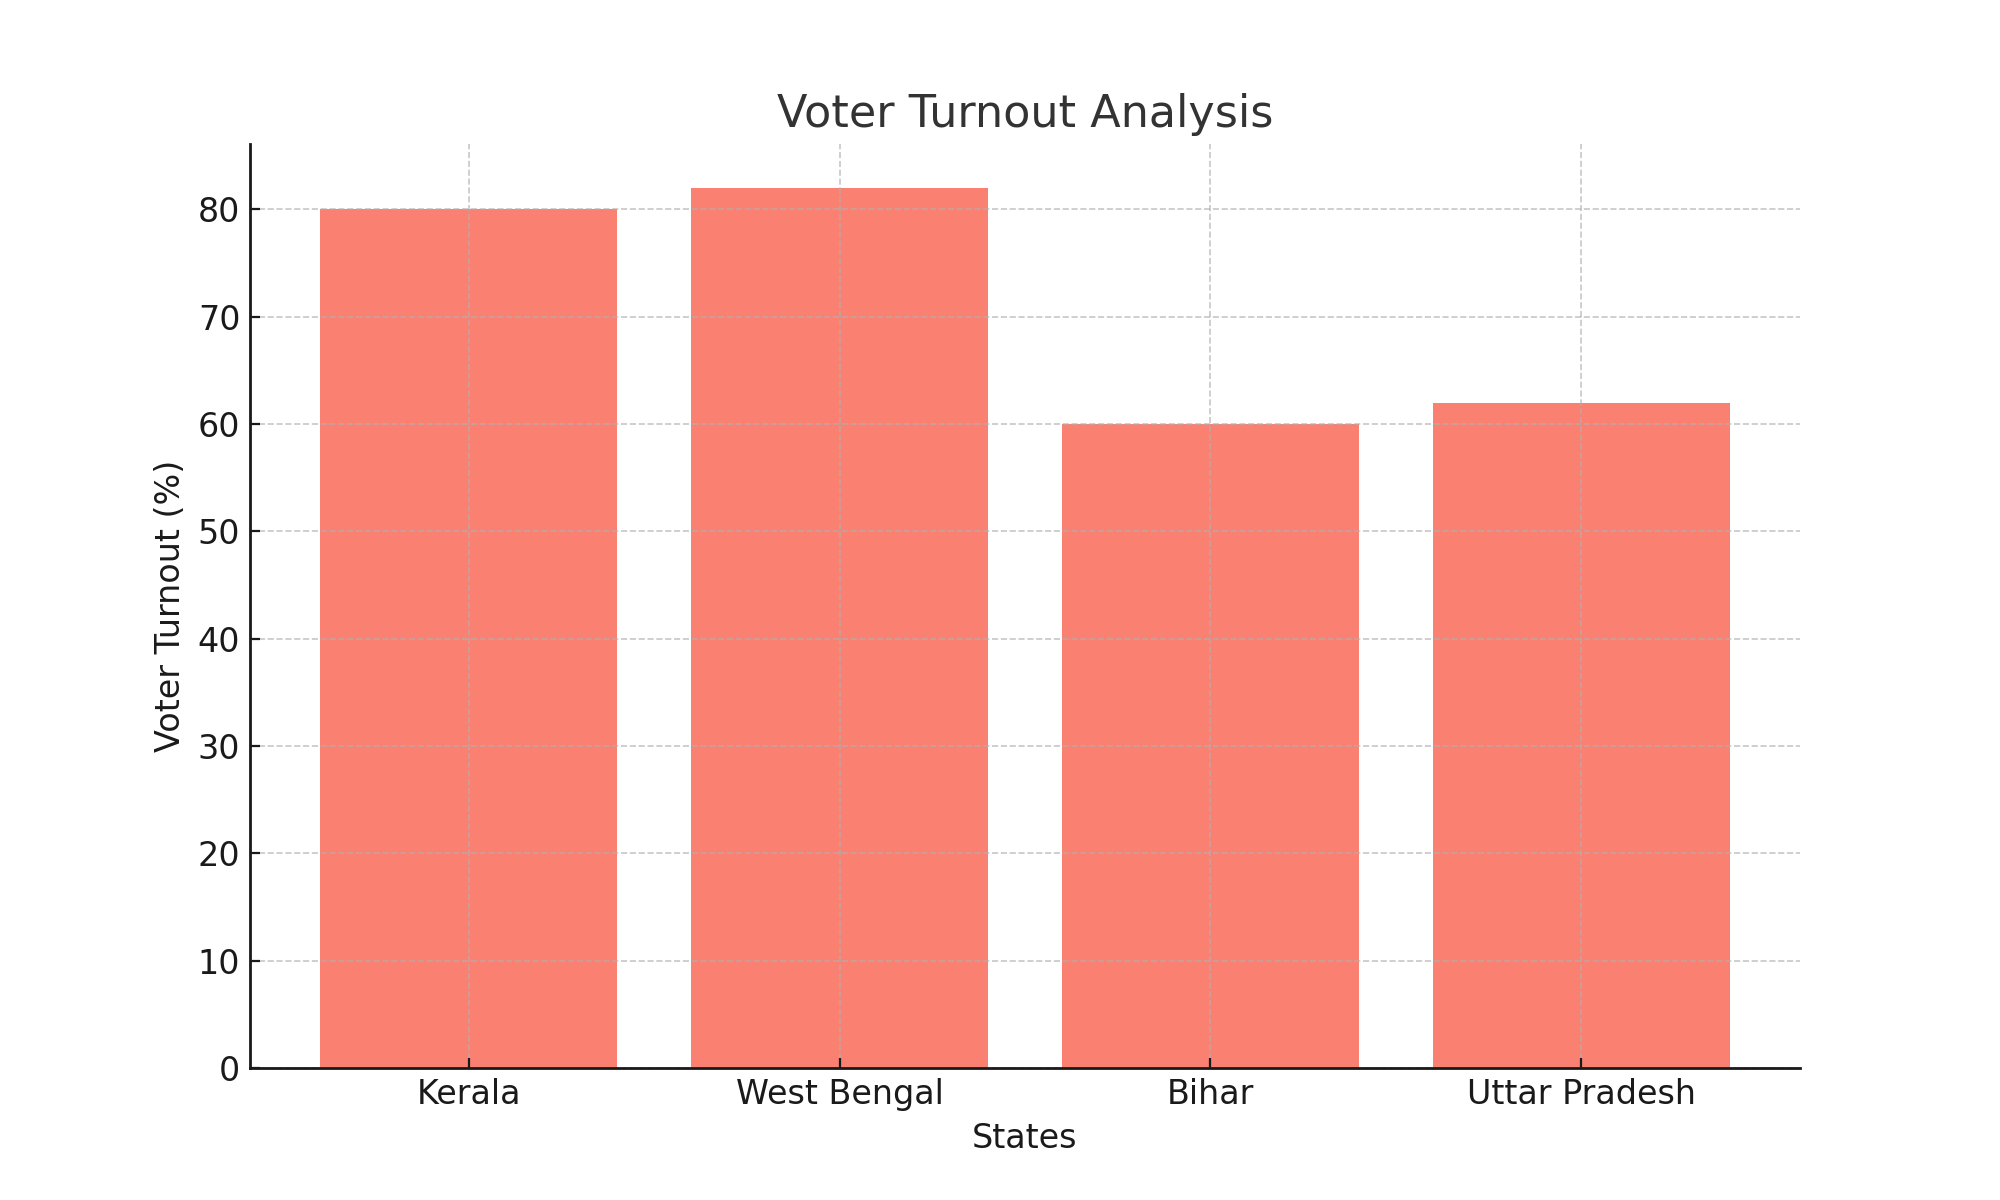 Voter Turnout Analysis
Voter Turnout (%)
80
70
60
50
40
30
20
10
0
Kerala
West Bengal
Bihar
Uttar Pradesh
States